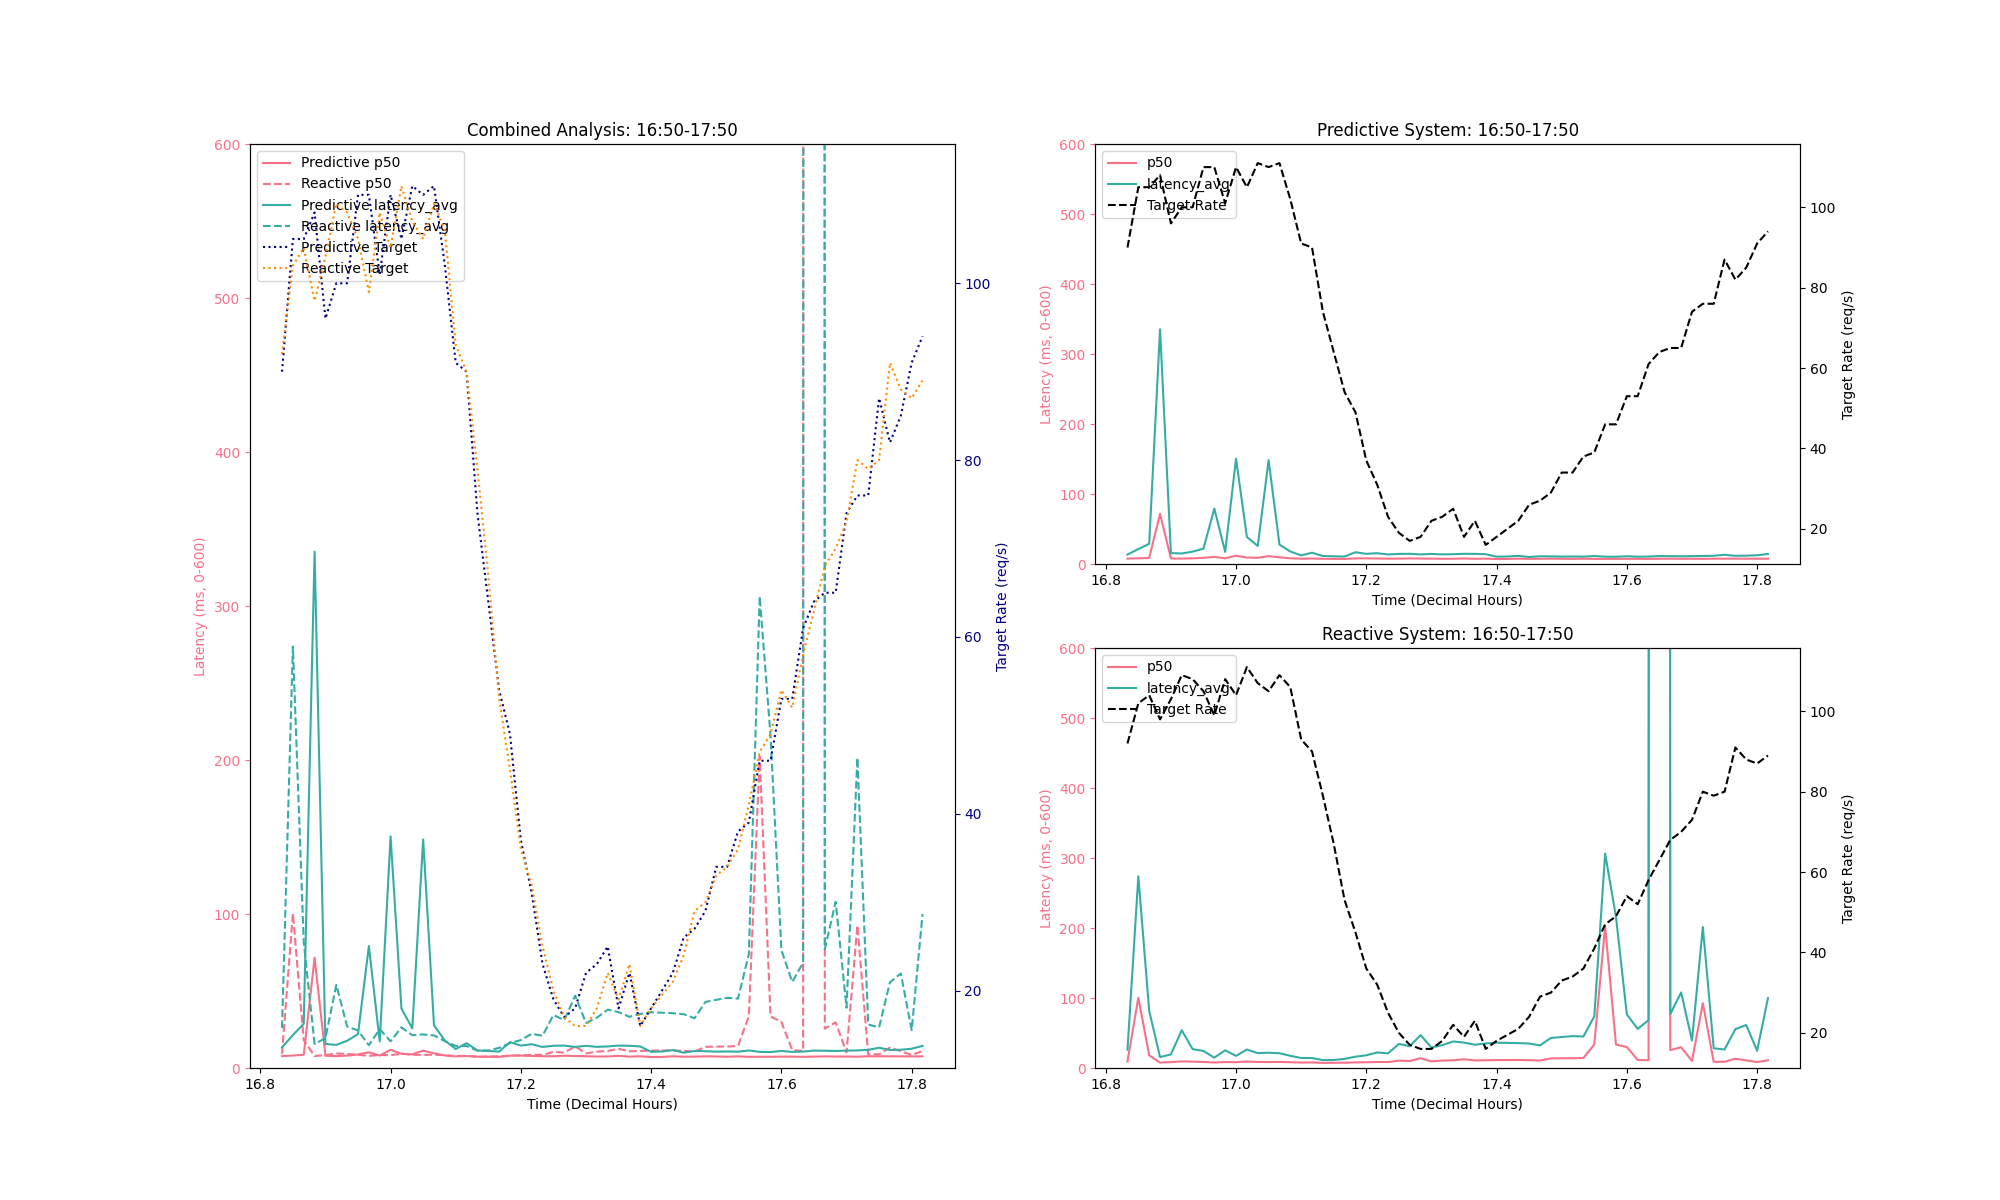 Combined Analysis: 16:50-17:50
Predictive p50
Reactive p50
Predictive latency_avg
Reactive latency_avg
Predictive Target
Reactive Target
600
500
400
300
200
100
0
Latency (ms, 0-600)
100
80
60
40
20
Target Rate (req/s)
16.8 17.0 17.2 17.4 17.6 17.8
Time (Decimal Hours)
Predictive System: 16:50-17:50
p50
latency_avg
Target Rate
600
500
400
300
200
100
0
Latency (ms, 0-600)
100
80
60
40
20
Target Rate (req/s)
16.8 17.0 17.2 17.4 17.6 17.8
Time (Decimal Hours)
Reactive System: 16:50-17:50
p50
latency_avg
Target Rate
600
500
400
300
200
100
0
Latency (ms, 0-600)
100
80
60
40
20
Target Rate (req/s)
16.8 17.0 17.2 17.4 17.6 17.8
Time (Decimal Hours)